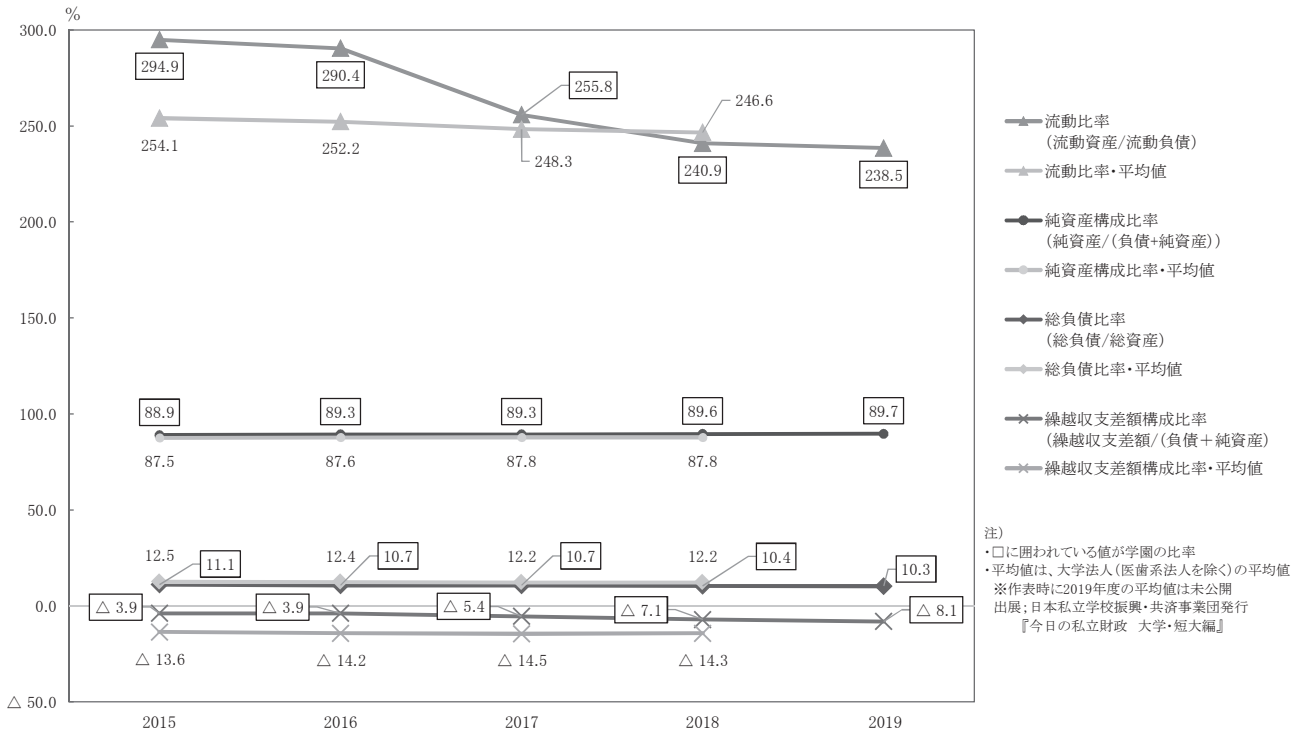 %
300.0
250.0
200.0
150.0
100.0
50.0
0.0
△ 50.0
294.9
290.4
255.8
246.6
254.1
252.2
248.3
240.9
238.5
88.9
89.3
89.3
89.6
89.7
87.5
87.6
87.8
87.8
12.5
11.1
12.4
10.7
12.2
10.7
12.2
10.4
10.3
△ 3.9
△ 3.9
△ 5.4
△ 7.1
△ 8.1
△ 13.6
△ 14.2
△ 14.5
△ 14.3
2015
2016
2017
2018
2019
流動比率
(流動資産/流動負債)
流動比率・平均値
純資産構成比率
(純資産/(負債+純資産))
純資産構成比率・平均値
総負債比率
(総負債/総資産)
総負債比率・平均値
繰越収支差額構成比率
(繰越収支差額/(負債＋純資産)
繰越収支差額構成比率・平均値
注)
・□に囲われている値が学園の比率
・平均値は、大学法人(医歯系法人を除く)の平均値
※作表時に2019年度の平均値は未公開
出展;日本私立学校振興・共済事業団発行
『今日の私立財政 大学・短大編』